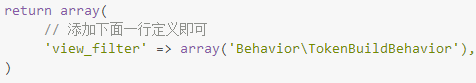 return array(
// 添加下面一行定义即可
'view_filter' => array('Behavior\TokenBuildBehavior'),
)